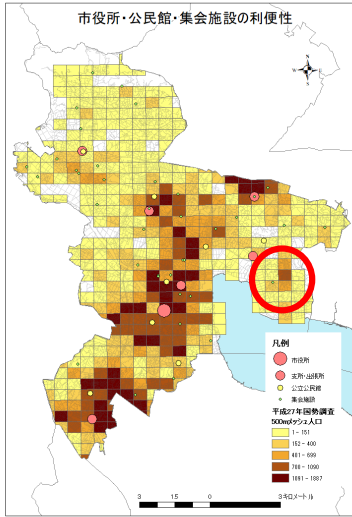 市役所・公民館・集会施設の利便性
N
W
E
S
凡例
市役所
支所・出張所
公立公民館
集会施設
平成27年国勢調査
500mメッシュ人口
1 - 151
152 - 400
401 - 699
700 - 1090
1091 - 1887
3 1.5 0 3キロメートル